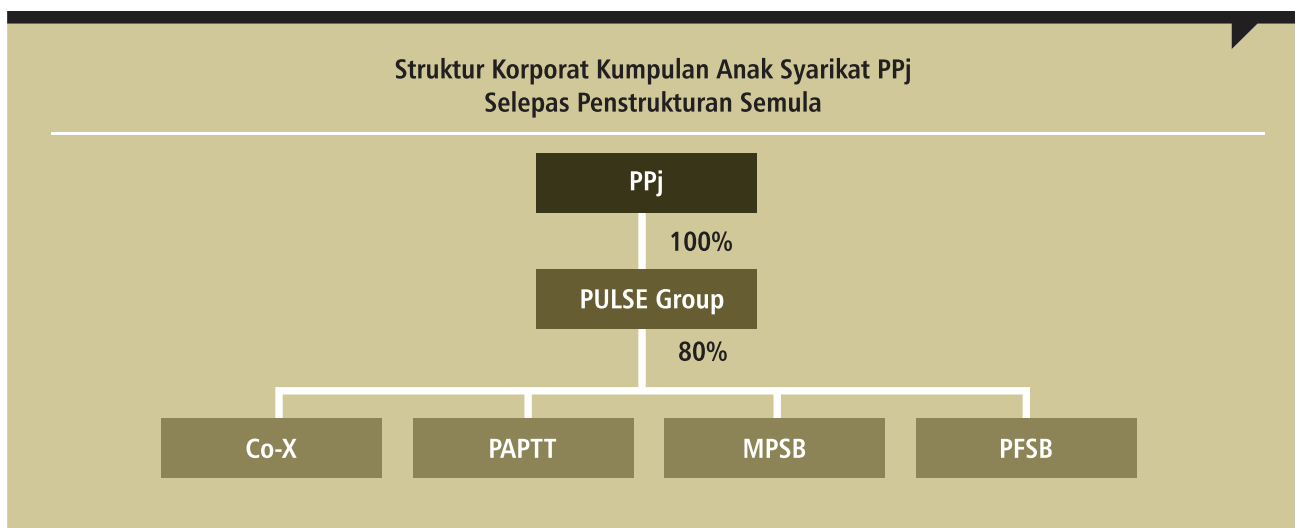 Struktur Korporat Kumpulan Anak Syarikat PPj
Selepas Penstrukturan Semula
PPj
100%
PULSE Group
80%
Co-X
PAPTT
MPSB
PFSB